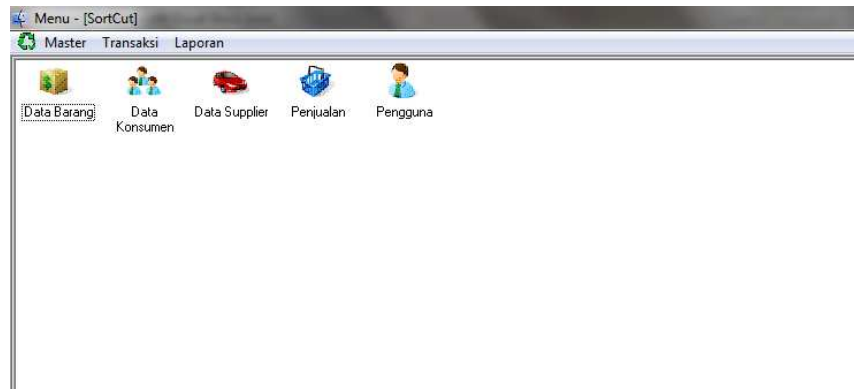 Menu - [SortCut]
Master Transaksi Laporan
Data Barang Data Konsumen Data Supplier Penjualan Pengguna